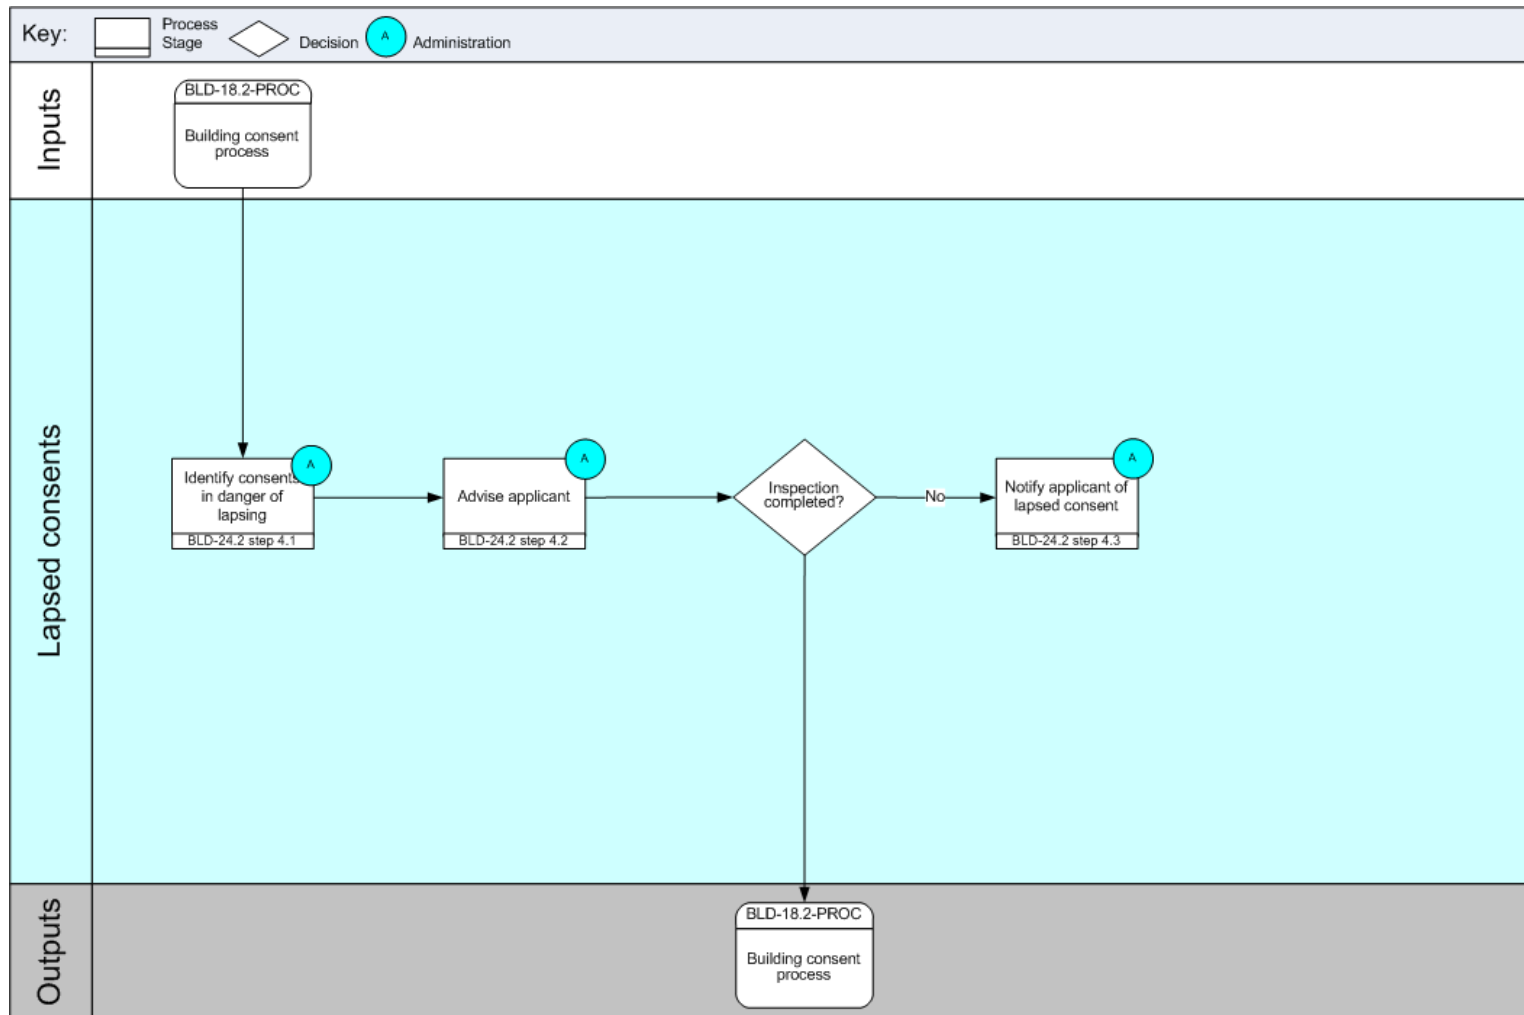 Key:
Process
Stage
Decision
A
Administration
Inputs
BLD-18.2-PROC
Building consent
process
Lapsed consents
A
Identify consents
in danger of
lapsing
BLD-24.2 step 4.1
A
Advise applicant
BLD-24.2 step 4.2
Inspection
completed?
No
A
Notify applicant of
lapsed consent
BLD-24.2 step 4.3
Outputs
BLD-18.2-PROC
Building consent
process